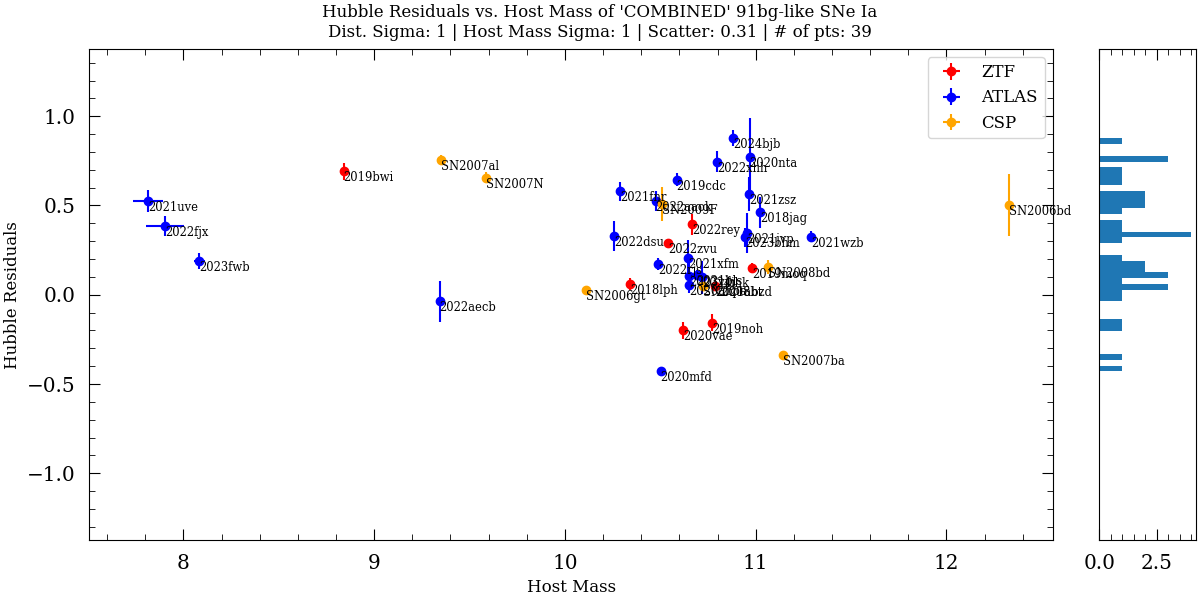 Hubble Residuals vs. Host Mass of 'COMBINED' 91bg-like SNe Ia
Dist. Sigma: 1 | Host Mass Sigma: 1 | Scatter: 0.31 | # of pts: 39
ZTF
ATLAS
CSP
1.0
0.5
0.0
−0.5
−1.0
Hubble Residuals
2024bjb
2020nta
SN2007al
2019bwi
SN2007N
2019cdc
2021uve
2021zsz
SN2006bd
2018jag
2022fjx
2022rey
2022dsu
2022zvu
2021wzb
2023fwb
2021xfm
2019moq
SN2008bd
2018lph
SN2006gt
2022aecb
2019noh
2020vae
SN2007ba
2020mfd
8
9
10
11
12
Host Mass
0.0
2.5